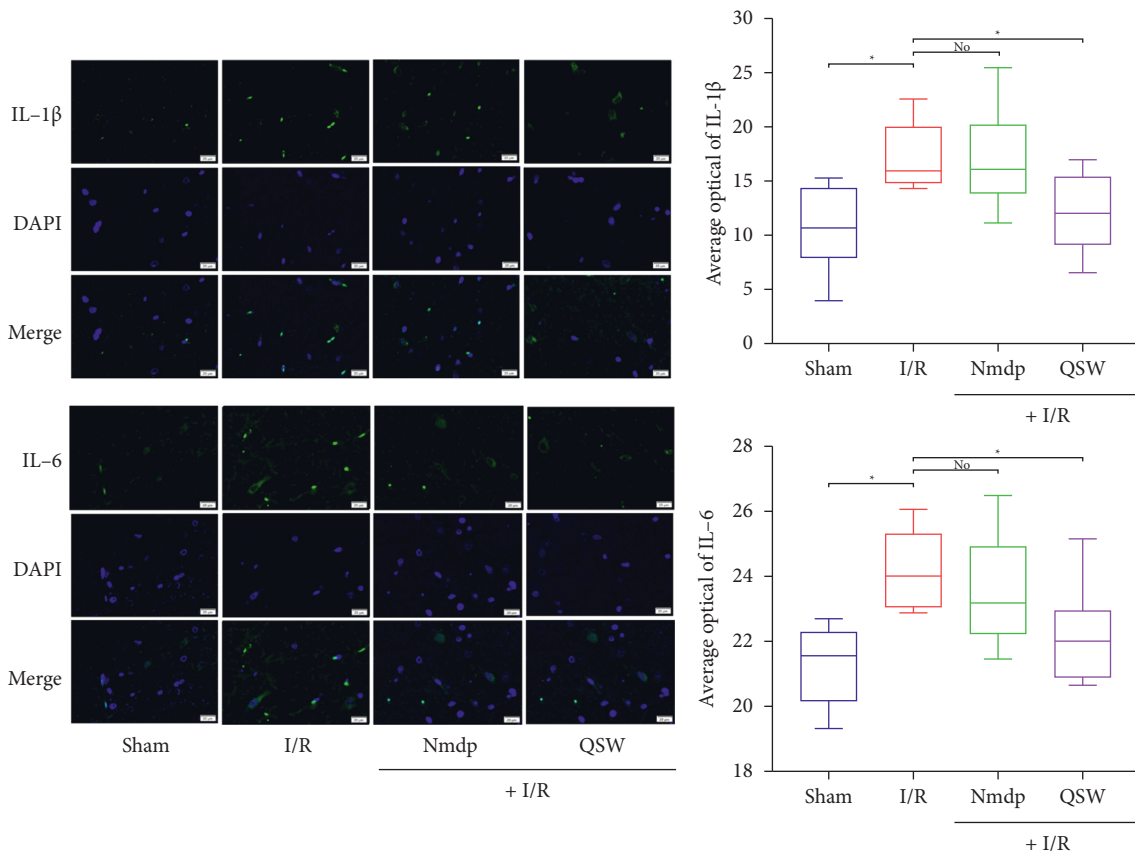 IL–1β
DAPI
Merge
IL–6
DAPI
Merge
Sham I/R Nmdp QSW
+ I/R
Average optical of IL-1β
30
25
20
15
10
5
0
*
No
*
Sham I/R Nmdp QSW
+ I/R
Average optical of IL–6
28
26
24
22
20
18
*
No
*
Sham I/R Nmdp QSW
+ I/R